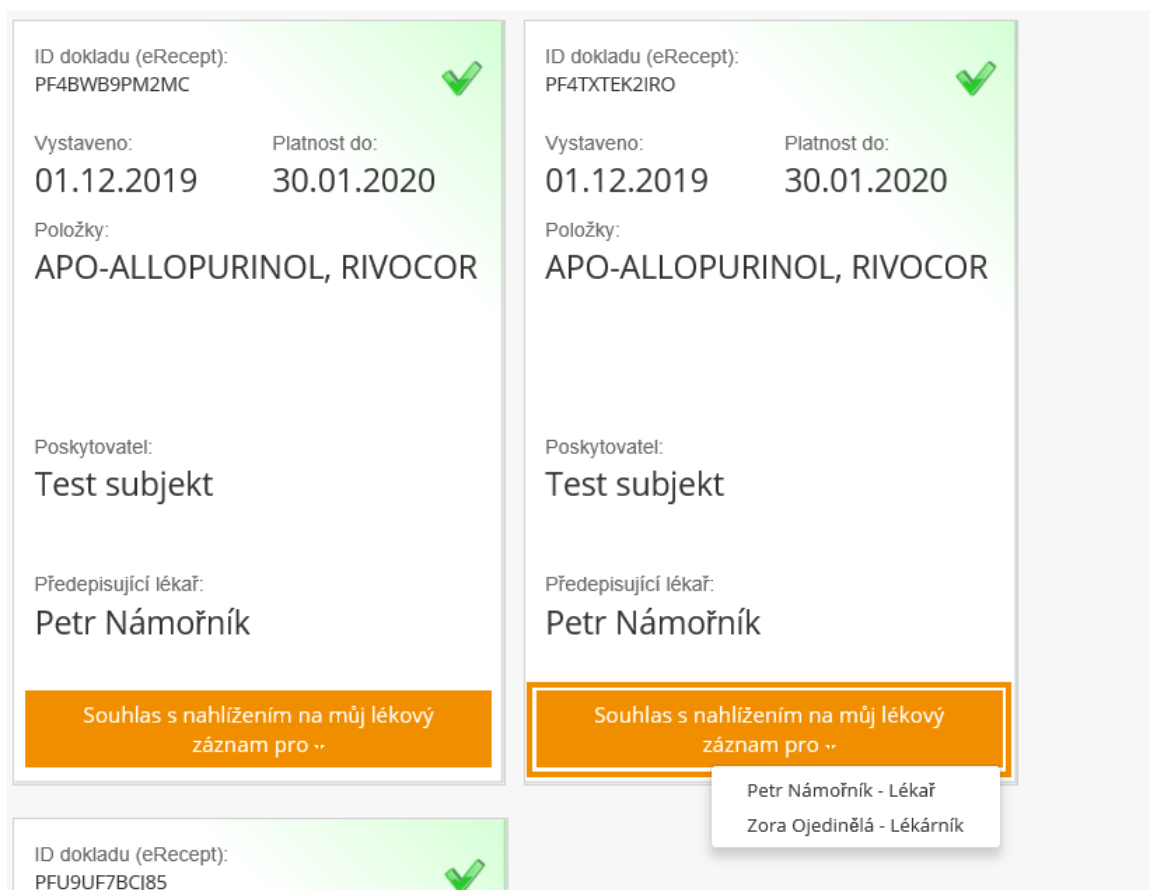 ID dokladu (eRecept):
PF4BWB9PM2MC
Vystaveno:
Platnost do:
01.12.2019
30.01.2020
Položky:
APO-ALLOPURINOL, RIVOCOR
Poskytovatel:
Test subjekt
Předepisující lékař:
Petr Námořník
Souhlas s nahlížením na můj lékový
záznam pro
ID dokladu (eRecept):
PF4TXTEK2IRO
Vystaveno:
Platnost do:
01.12.2019
30.01.2020
Položky:
APO-ALLOPURINOL, RIVOCOR
Poskytovatel:
Test subjekt
Předepisující lékař:
Petr Námořník
Souhlas s nahlížením na můj lékový
záznam pro
Petr Námořník - Lékař
Zora Ojedinělá - Lékárník
ID dokladu (eRecept):
PFU9UF7BCJ85